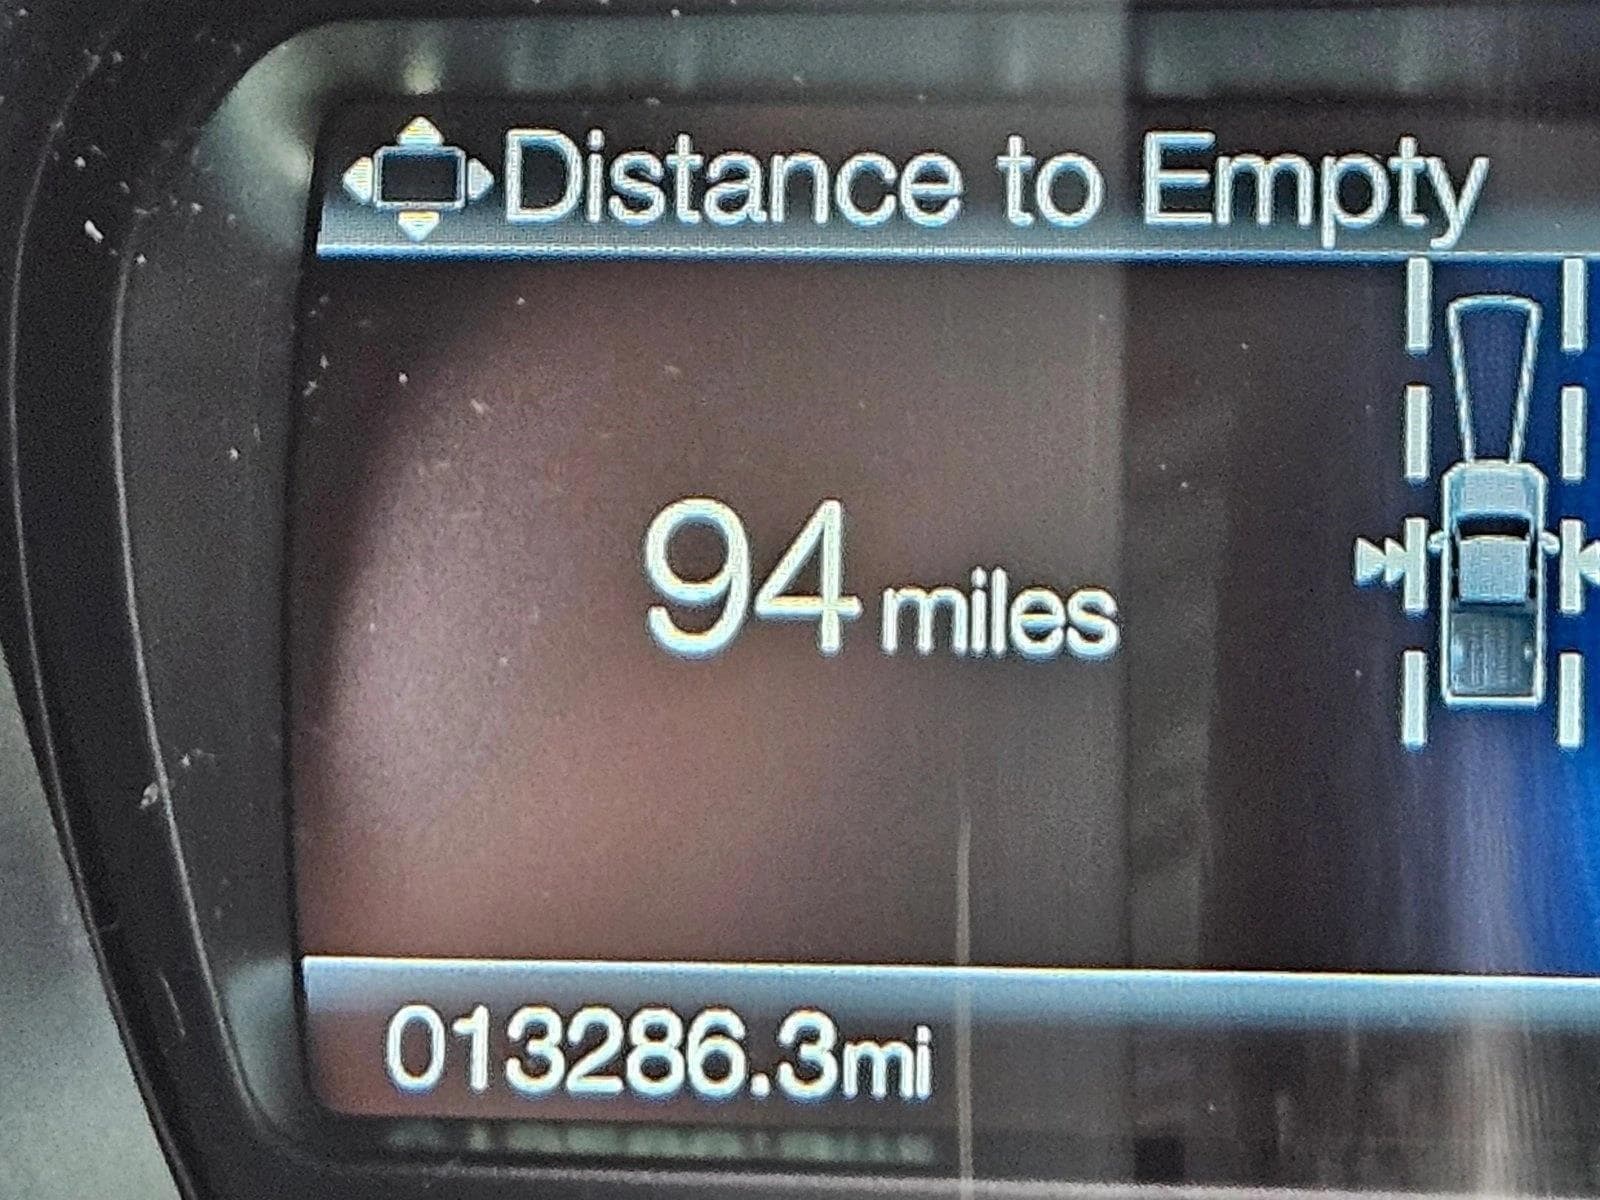 Distance to Empty
94 miles
013286.3mi